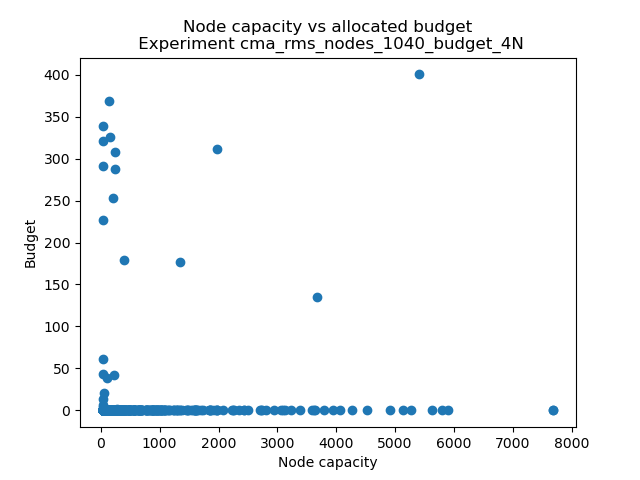 Node capacity vs allocated budget
Experiment cma_rms_nodes_1040_budget_4N
400
350
300
250
200
150
100
50
0
Budget
0 1000 2000 3000 4000 5000 6000 7000 8000
Node capacity